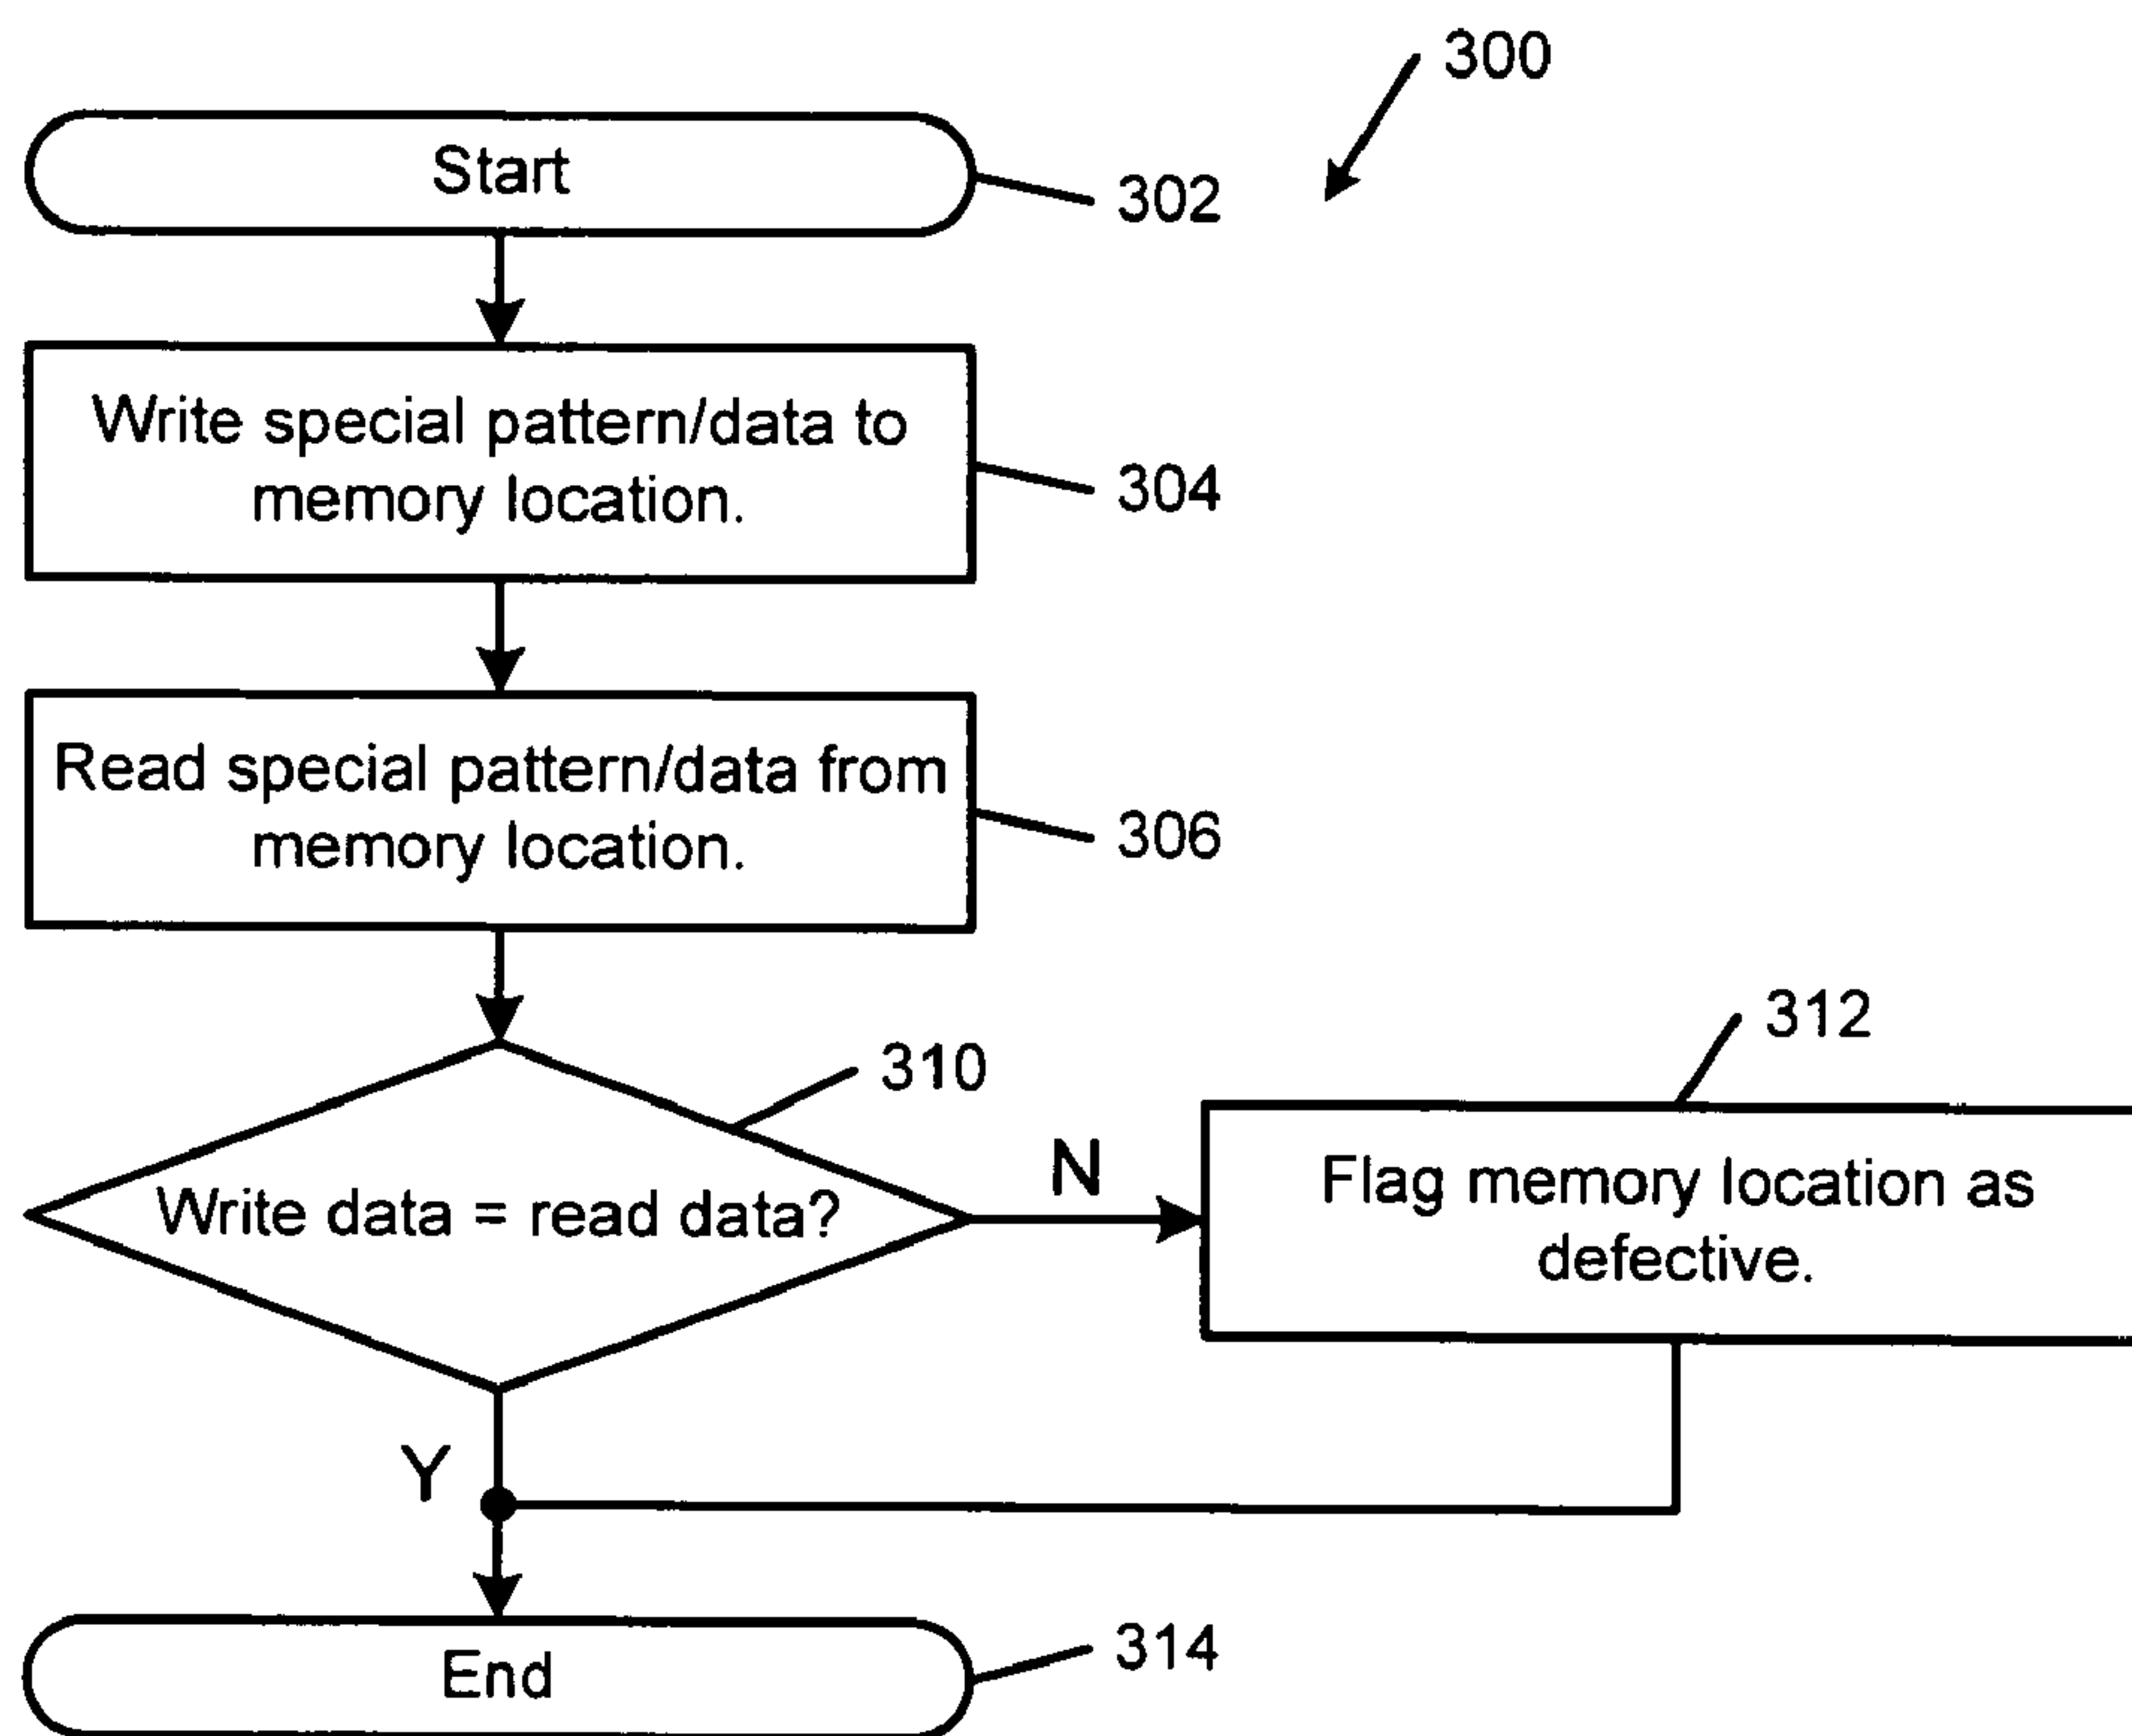 300
Start
302
Write special pattern/data to
memory location.
304
Read special pattern/data from
memory location.
306
310
312
Write data = read data?
N
Flag memory location as
defective.
Y
End
314